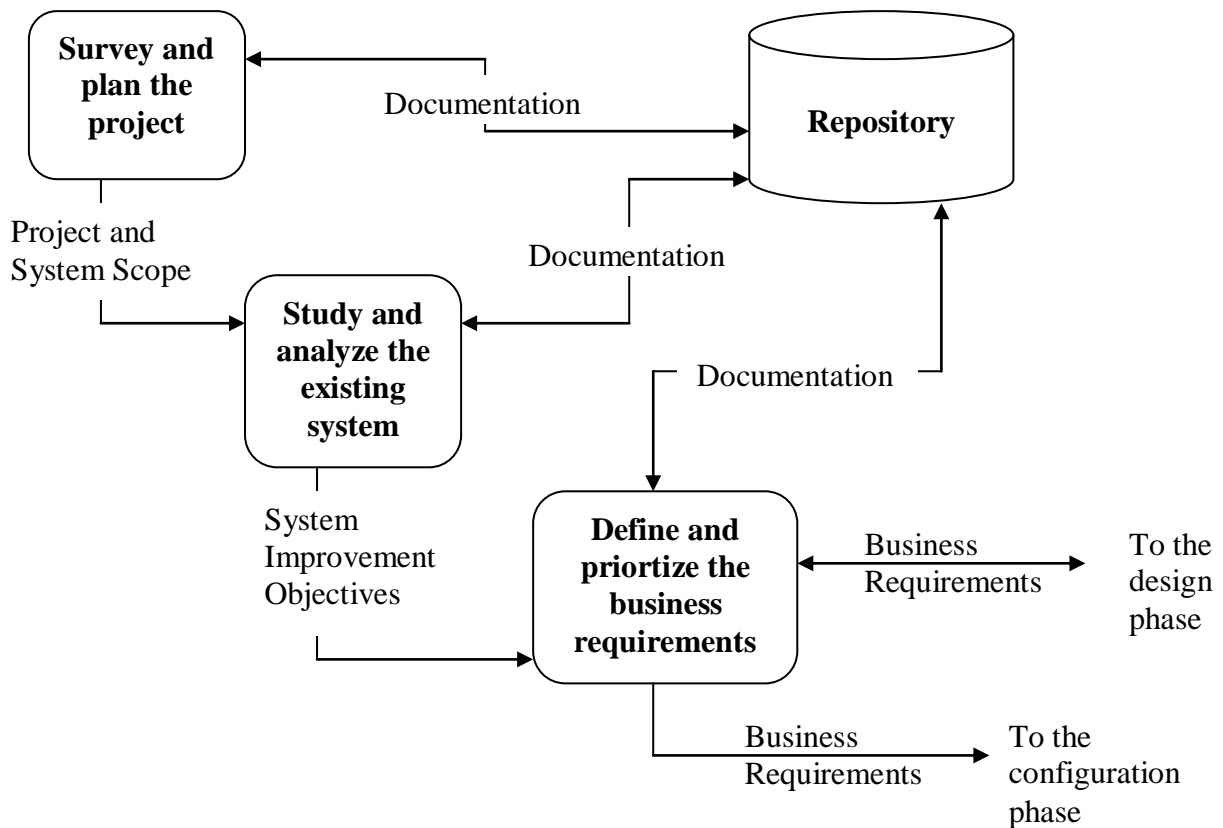 Survey and
plan the
project
Documentation
Repository
Project and
System Scope
Documentation
Study and
analyze the
existing
system
Documentation
System
Improvement
Objectives
Define and
priortize the
business
requirements
Business
Requirements
To the
design
phase
Business
Requirements
To the
configuration
phase